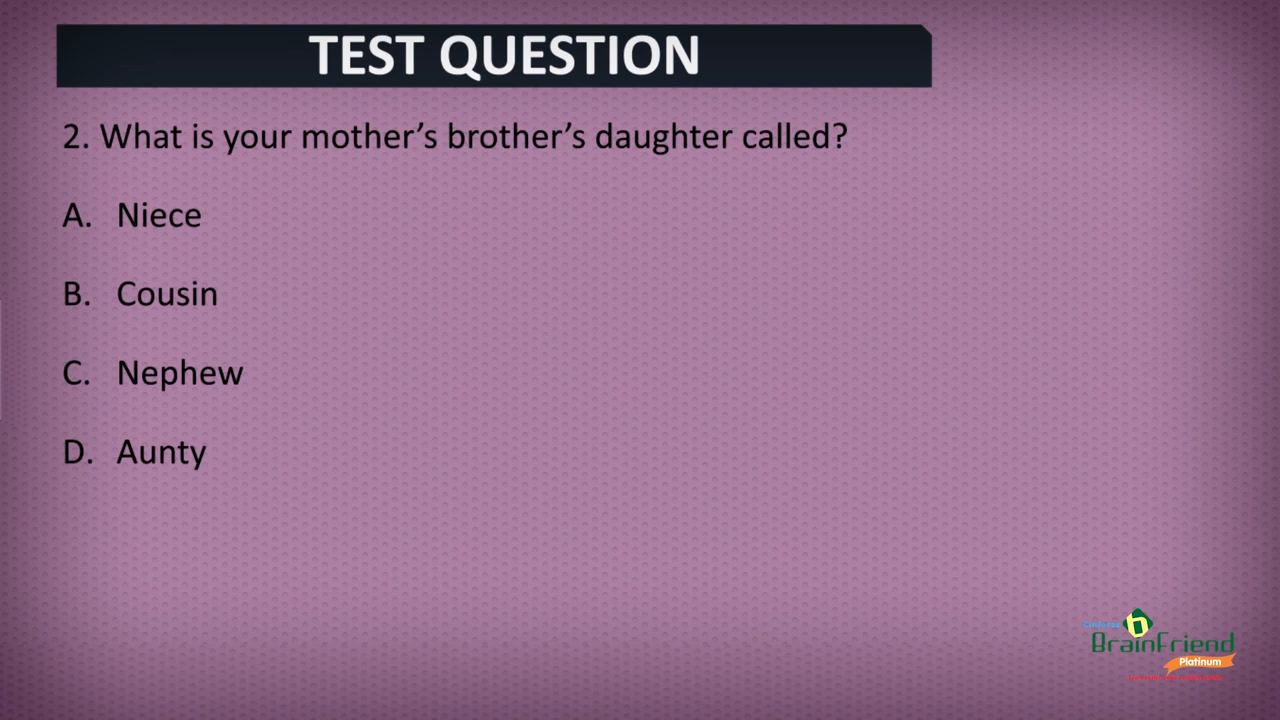 TEST QUESTION
2. What is your mother’s brother’s daughter called?
A. Niece
B. Cousin
C. Nephew
D. Aunty
BrainFriend
Platinum